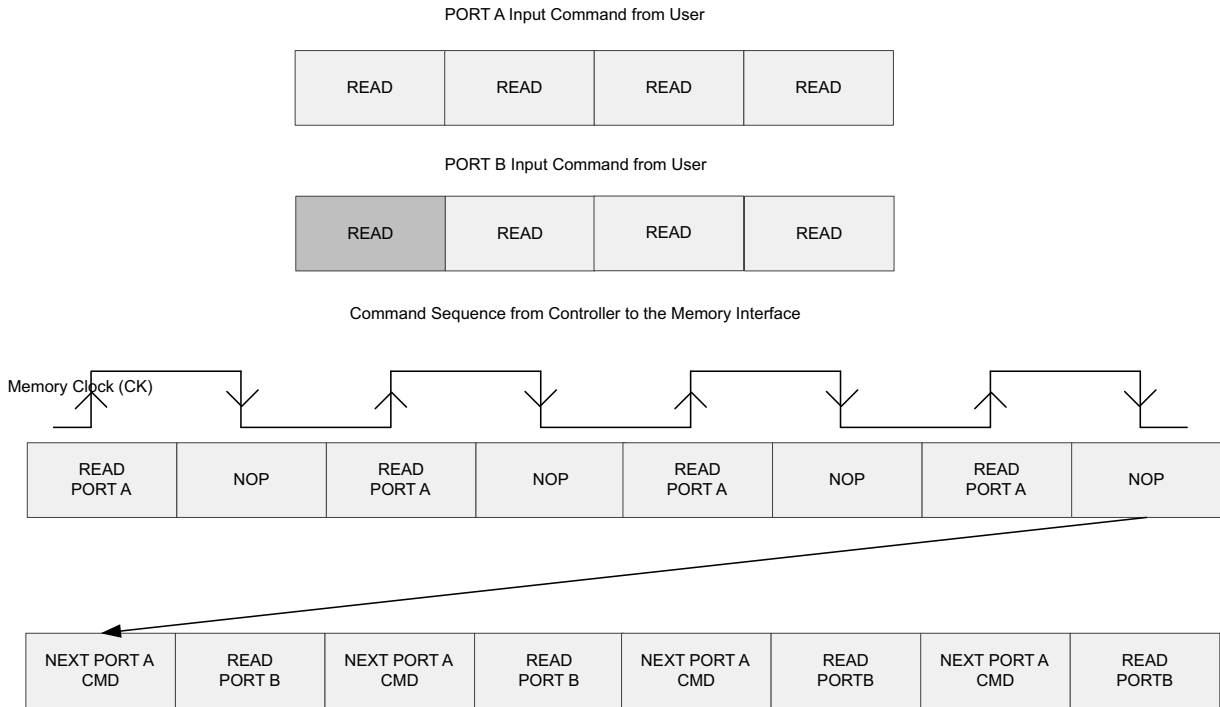 PORT A Input Command from User
READ READ READ READ
PORT B Input Command from User
READ READ READ READ
Command Sequence from Controller to the Memory Interface
Memory Clock (CK)
READ
PORT A
NOP
READ
PORT A
NOP
READ
PORT A
NOP
READ
PORT A
NOP
NEXT PORT A
CMD
READ
PORT B
NEXT PORT A
CMD
READ
PORT B
NEXT PORT A
CMD
READ
PORTB
NEXT PORT A
CMD
READ
PORTB